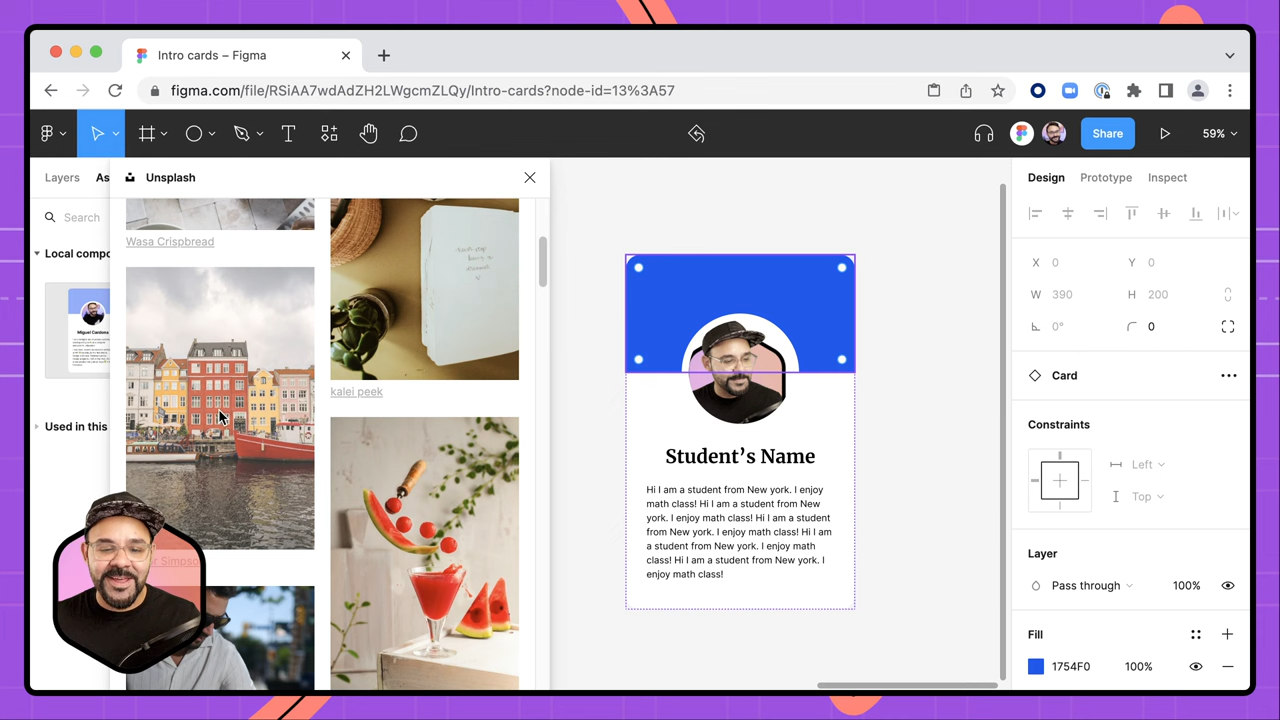 Intro cards – Figma
figma.com/file/RSiAA7wdAdZH2LWgcmZLQy/Intro-cards?node-id=13%3A57
Share
59%
Layers
As
Unsplash
Design
Prototype
Inspect
Search
Wasa Crispbread
Local compo
X 0
Y 0
W 390
H 200
0°
0
kalei peek
Card
Used in this
Constraints
Left
Top
Student's Name
Hi I am a student from New york. I enjoy
math class! Hi I am a student from New
york. I enjoy math class! Hi I am a student
from New york. I enjoy math class! Hi I am
a student from New york. I enjoy math
class! Hi I am a student from New york. I
enjoy math class!
Layer
Pass through
100%
r Simpso
Fill
1754F0
100%